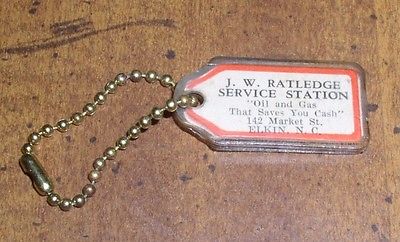 J. W. RATLEDGE
SERVICE STATION
"Oil and Gas
That Saves You Cash"
142 Market St.
ELKIN, N. C.